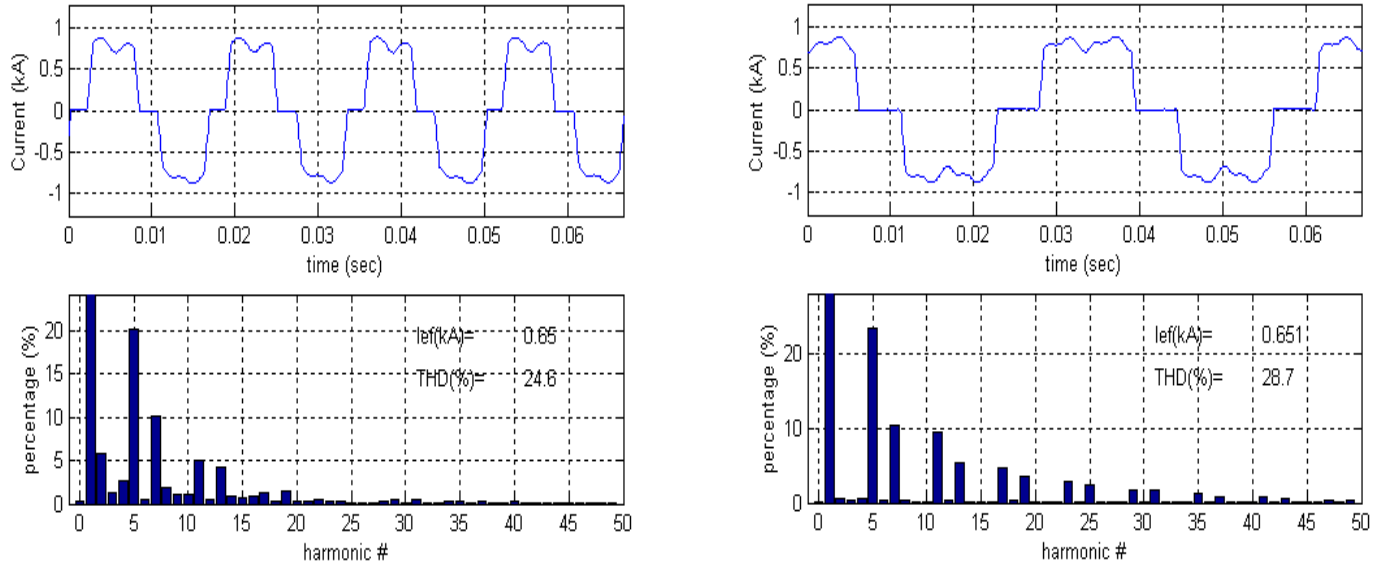 1
0.5
0
-0.5
-1
Current (kA)
0 0.01 0.02 0.03 0.04 0.05 0.06
time (sec)
1
0.5
0
-0.5
-1
Current (kA)
0 0.01 0.02 0.03 0.04 0.05 0.06
time (sec)
20
15
10
5
0
percentage (%)
Ief(kA)= 0.65
THD(%)= 24.6
0 5 10 15 20 25 30 35 40 45 50
harmonic #
20
10
0
percentage (%)
Ief(kA)= 0.651
THD(%)= 28.7
0 5 10 15 20 25 30 35 40 45 50
harmonic #